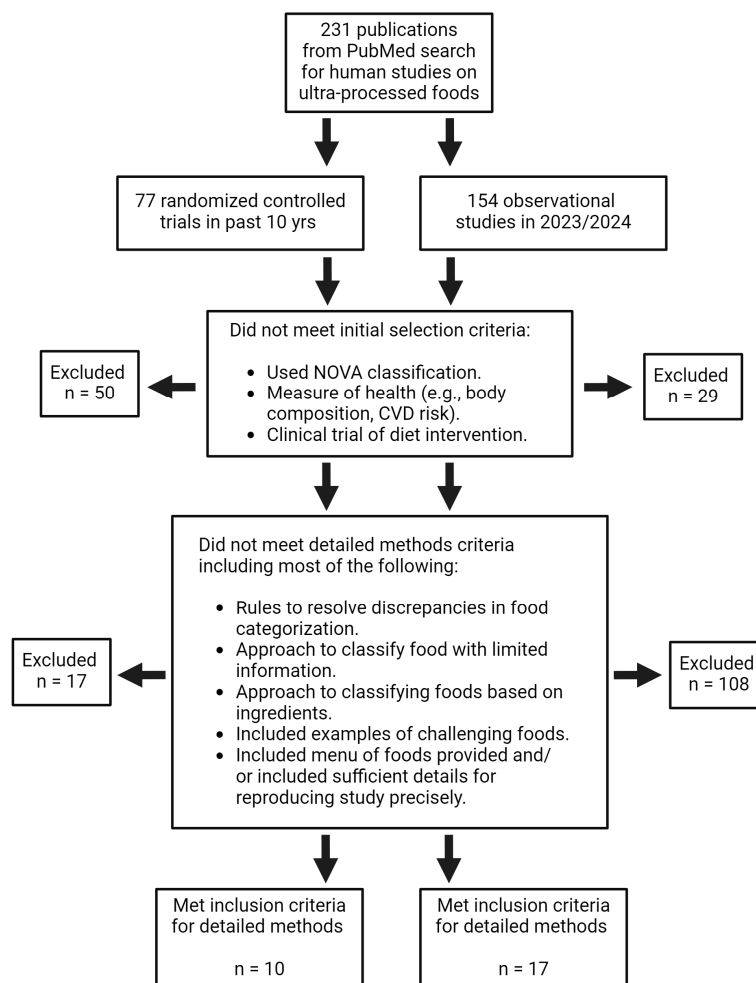 231 publications
from PubMed search
for human studies on
ultra-processed foods
77 randomized controlled
trials in past 10 yrs
154 observational
studies in 2023/2024
Did not meet initial selection criteria:
• Used NOVA classification.
• Measure of health (e.g., body
composition, CVD risk).
• Clinical trial of diet intervention.
Excluded
n = 50
Excluded
n = 29
Did not meet detailed methods criteria
including most of the following:
• Rules to resolve discrepancies in food
categorization.
• Approach to classify food with limited
information.
• Approach to classifying foods based on
ingredients.
• Included examples of challenging foods.
• Included menu of foods provided and/
or included sufficient details for
reproducing study precisely.
Excluded
n = 17
Excluded
n = 108
Met inclusion criteria
for detailed methods
n = 10
Met inclusion criteria
for detailed methods
n = 17